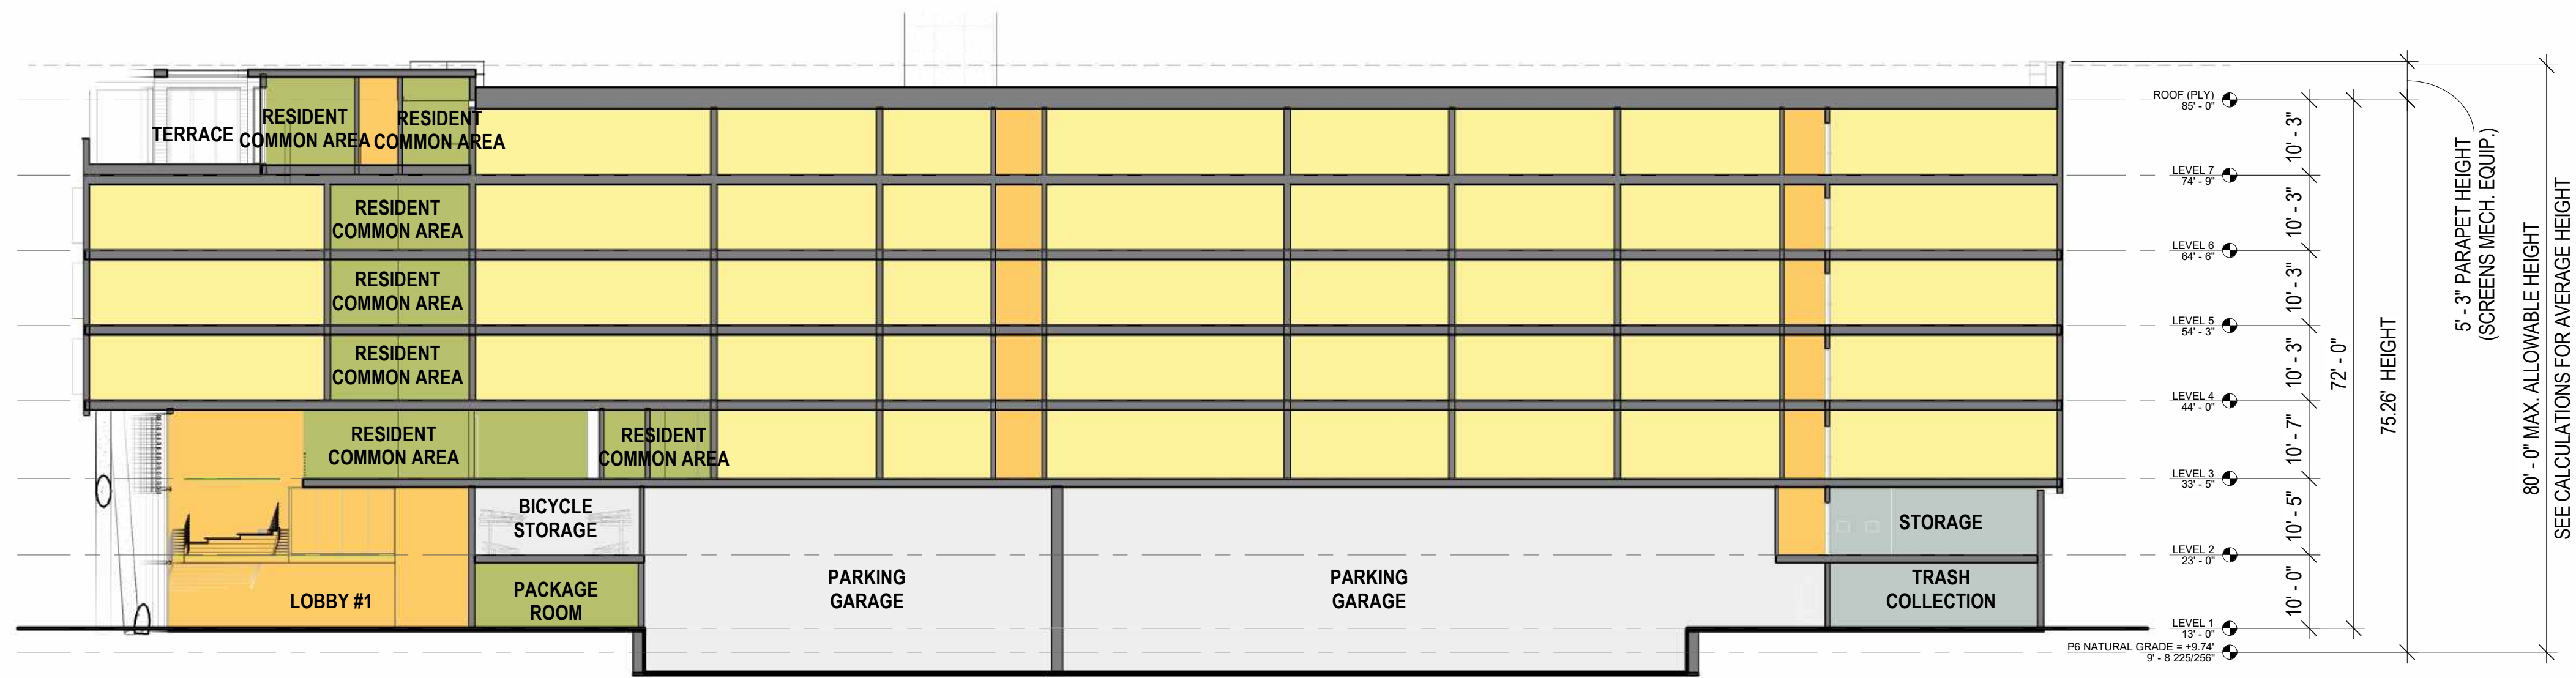 TERRACE
RESIDENT
COMMON AREA
RESIDENT
COMMON AREA
RESIDENT
COMMON AREA
RESIDENT
COMMON AREA
RESIDENT
COMMON AREA
RESIDENT
COMMON AREA
RESIDENT
COMMON AREA
BICYCLE
STORAGE
STORAGE
LOBBY #1
PACKAGE
ROOM
PARKING
GARAGE
PARKING
GARAGE
TRASH
COLLECTION
ROOF (PLY)
85' - 0"
LEVEL 7
74' - 9"
LEVEL 6
64' - 6"
LEVEL 5
54' - 3"
LEVEL 4
44' - 0"
LEVEL 3
33' - 5"
LEVEL 2
23' - 0"
LEVEL 1
13' - 0"
P6 NATURAL GRADE = +9.74'
9' - 8 225/256"
10' - 3"
10' - 3"
10' - 3"
10' - 3"
10' - 7"
10' - 5"
10' - 0"
72' - 0"
75.26' HEIGHT
5' - 3" PARAPET HEIGHT
(SCREENS MECH. EQUIP.)
80' - 0" MAX. ALLOWABLE HEIGHT
SEE CALCULATIONS FOR AVERAGE HEIGHT